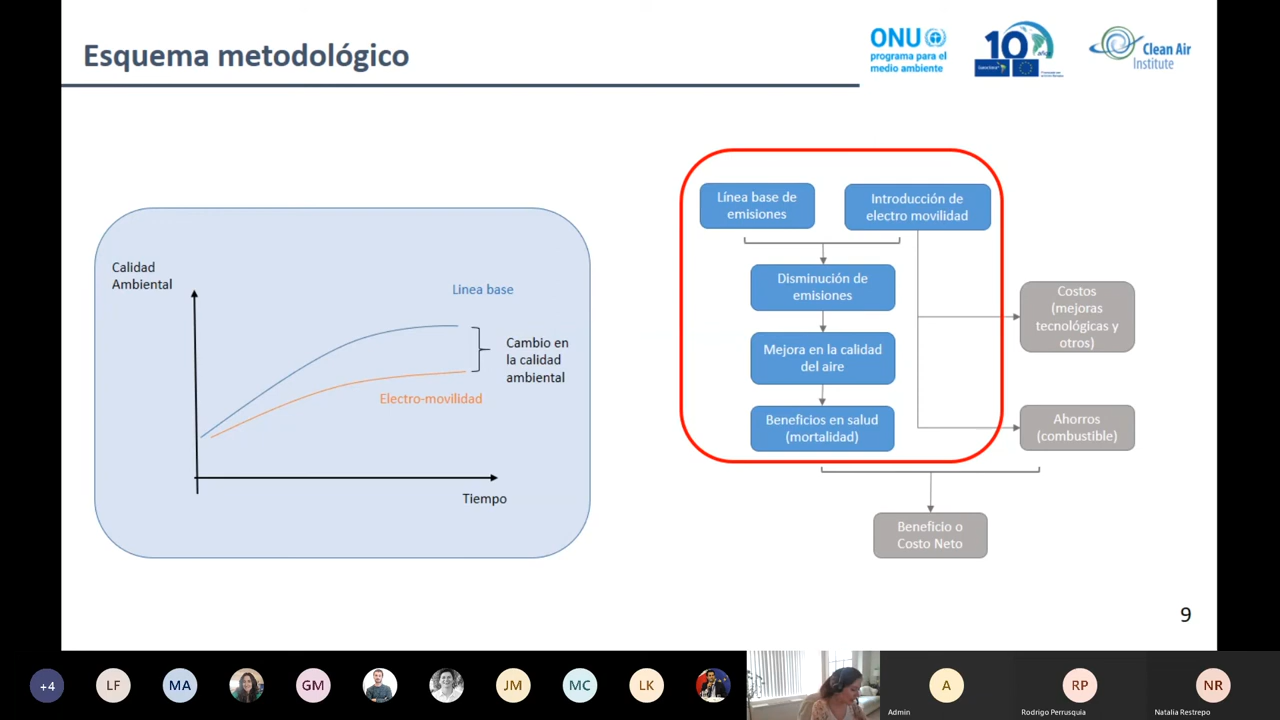 Esquema metodológico
ONU
programa para el
medio ambiente
10
Clean Air
Institute
Calidad
Ambiental
Linea base
Cambio en
la calidad
ambiental
Electro-movilidad
Tiempo
Línea base de
emisiones
Introducción de
electro movilidad
Disminución de
emisiones
Mejora en la calidad
del aire
Beneficios en salud
(mortalidad)
Costos
(mejoras
tecnológicas y
otros)
Ahorros
(combustible)
Beneficio o
Costo Neto
9
+4
LF
MA
GM
JM
MC
LK
A
RP
NR
Admin
Rodrigo Perrusquia
Natalia Restrepo